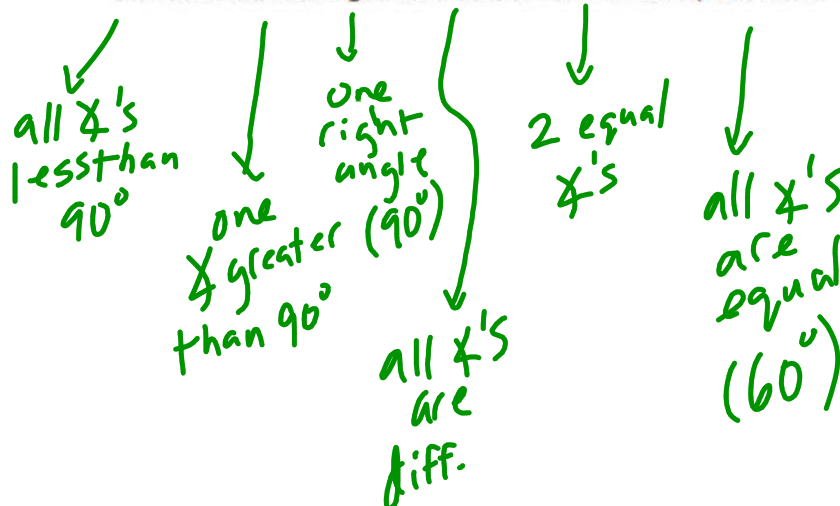 all ∡'s
less than
90°
one
∡ greater
than 90°
one
right
angle
(90°)
all ∡'s
are
diff.
2 equal
∡'s
all ∡'s
are
equal
(60°)